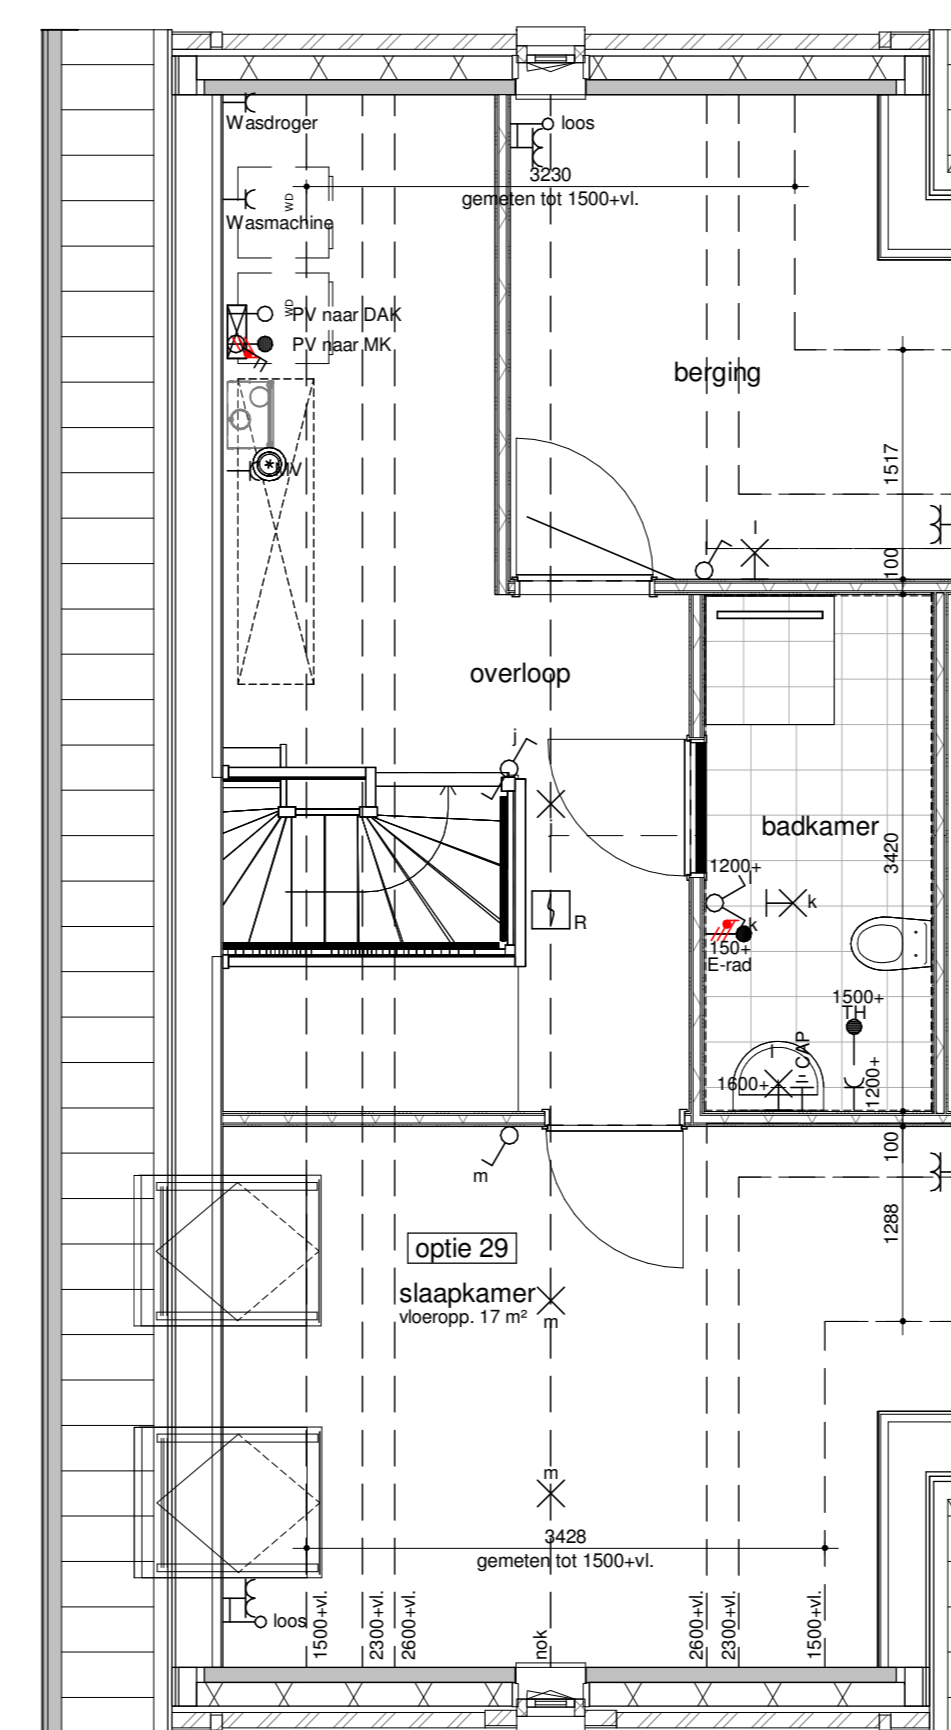 Wasdroger
loos
3230
gemeten tot 1500+vl.
WD
Wasmachine
WD
PV naar DAK
PV naar MK
berging
1517
MV
l
100
overloop
j
badkamer
3420
1200+
l
k
k
150+
E-rad
R
1500+
TH
CAP
l
1600+
1200+
100
m
1288
optie 29
slaapkamer
vloeropp. 17 m²
m
m
3428
gemeten tot 1500+vl.
loos
1500+vl.
2300+vl.
2600+vl.
nok
2600+vl.
2300+vl.
1500+vl.